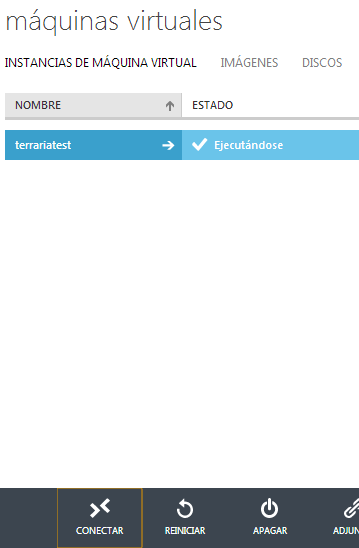 máquinas virtuales
INSTANCIAS DE MÁQUINA VIRTUAL IMÁGENES DISCOS
NOMBRE ESTADO
terrariatest Ejecutándose
CONECTAR REINICIAR APAGAR ADJUN